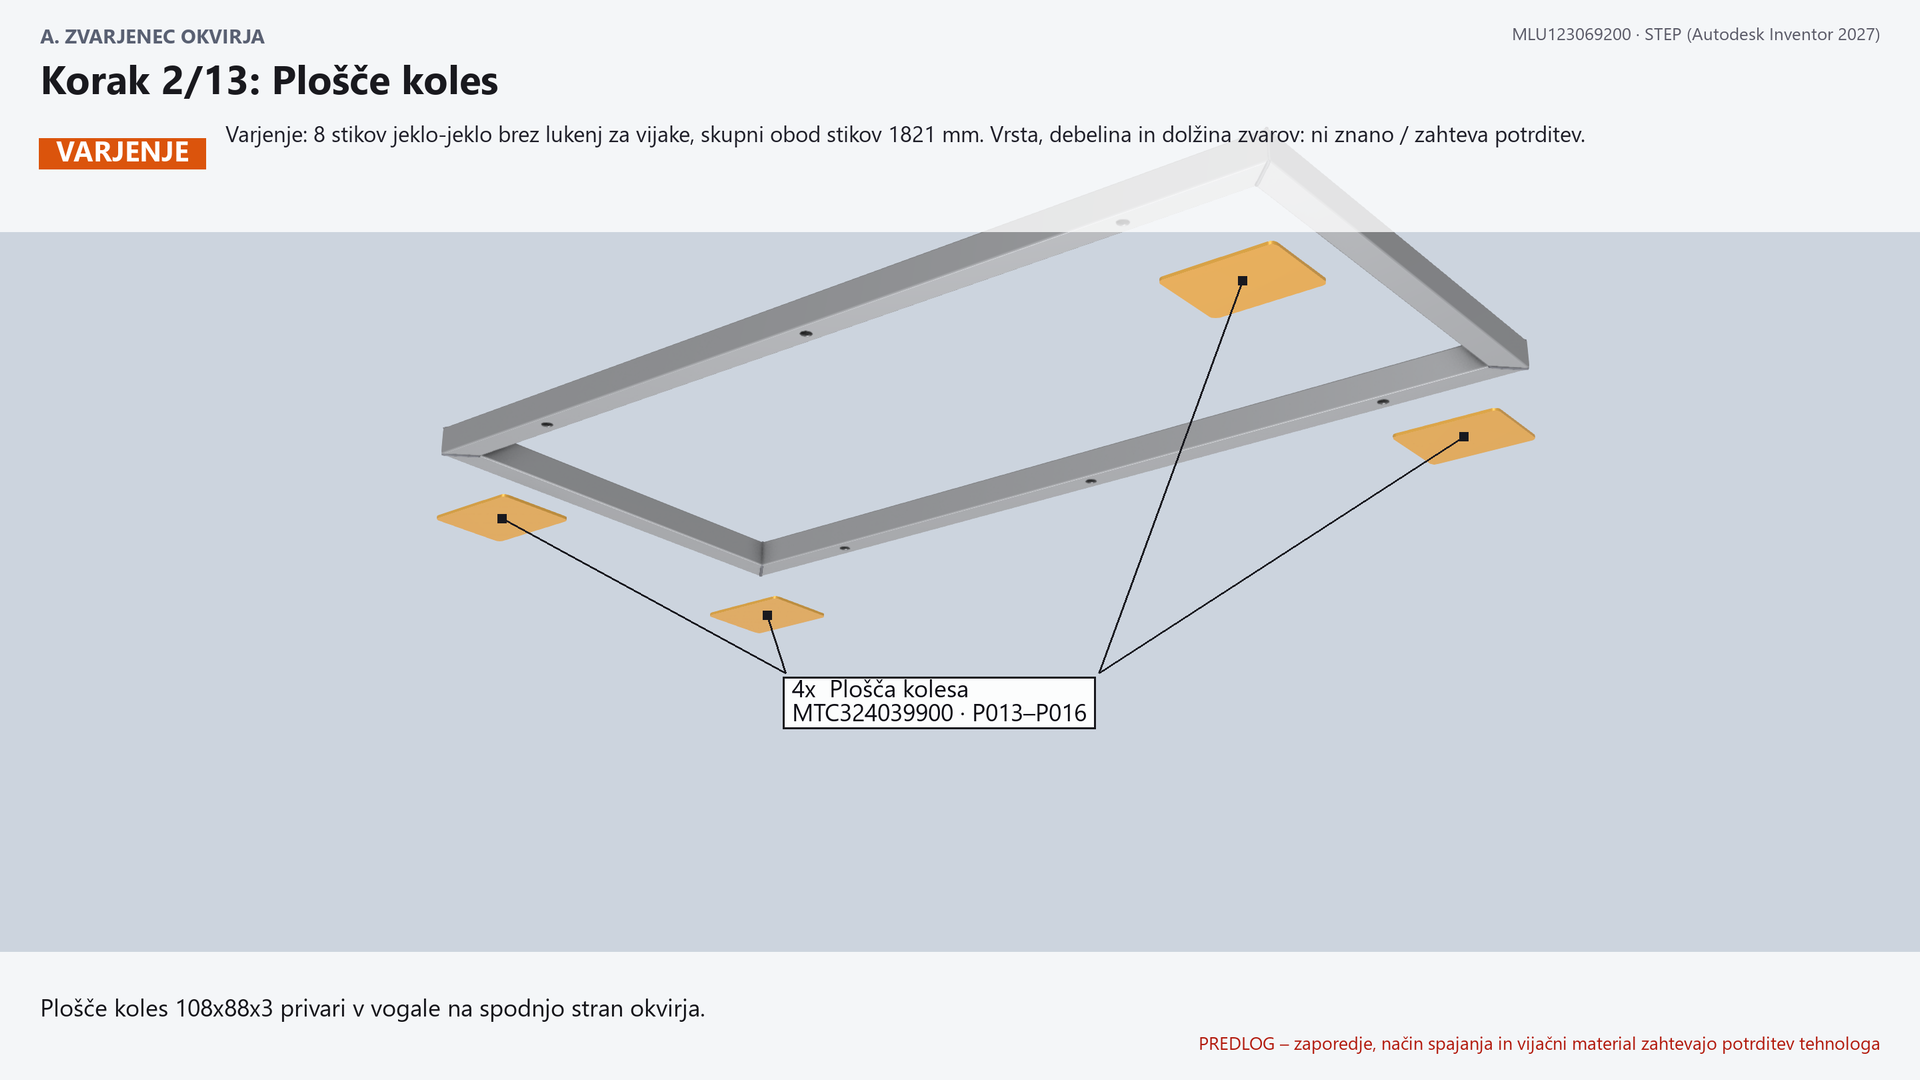 A. ZVARJENEC OKVIRJA
MLU123069200 · STEP (Autodesk Inventor 2027)
Korak 2/13: Plošče koles
VARJENJE
Varjenje: 8 stikov jeklo-jeklo brez lukenj za vijake, skupni obod stikov 1821 mm. Vrsta, debelina in dolžina zvarov: ni znano / zahteva potrditev.
4x Plošča kolesa
MTC324039900 · P013–P016
Plošče koles 108x88x3 privari v vogale na spodnjo stran okvirja.
PREDLOG – zaporedje, način spajanja in vijačni material zahtevajo potrditev tehnologa